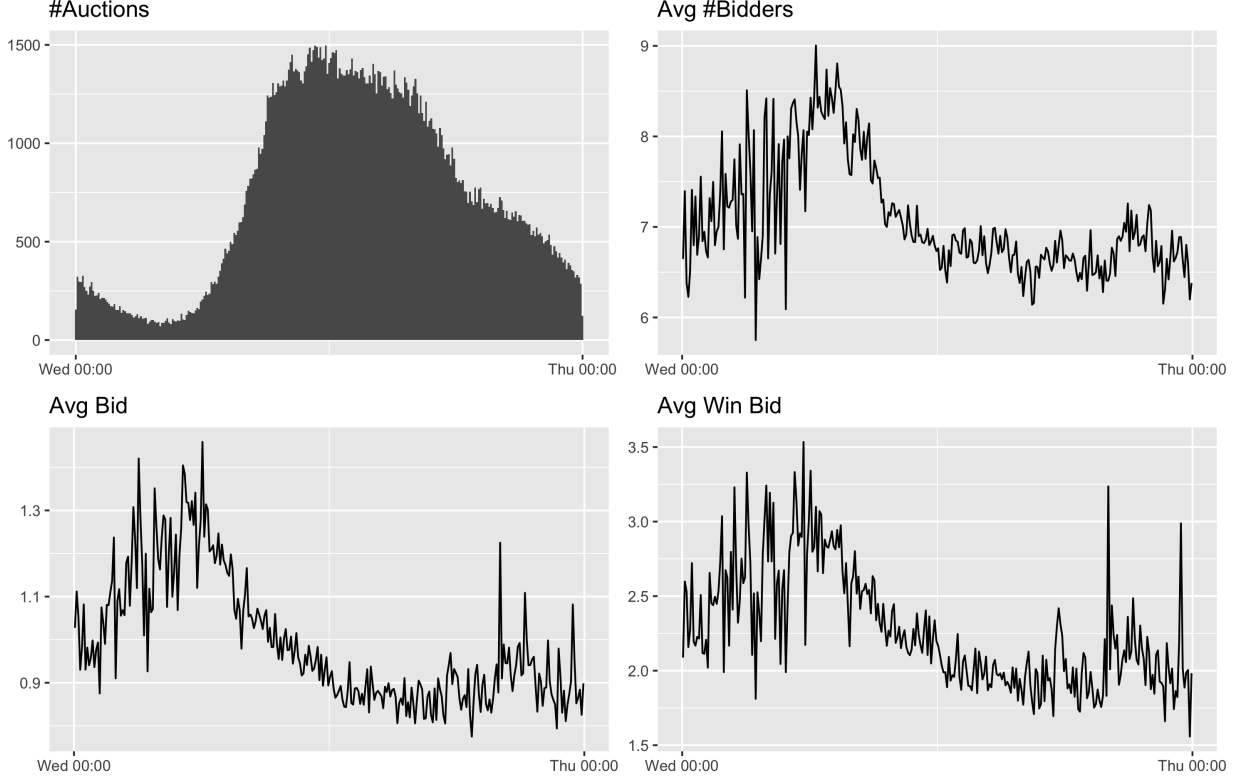 #Auctions
1500
1000
500
0
Wed 00:00
Thu 00:00
Avg #Bidders
9
8
7
6
Wed 00:00
Thu 00:00
Avg Bid
1.3
1.1
0.9
Wed 00:00
Thu 00:00
Avg Win Bid
3.5
3.0
2.5
2.0
1.5
Wed 00:00
Thu 00:00